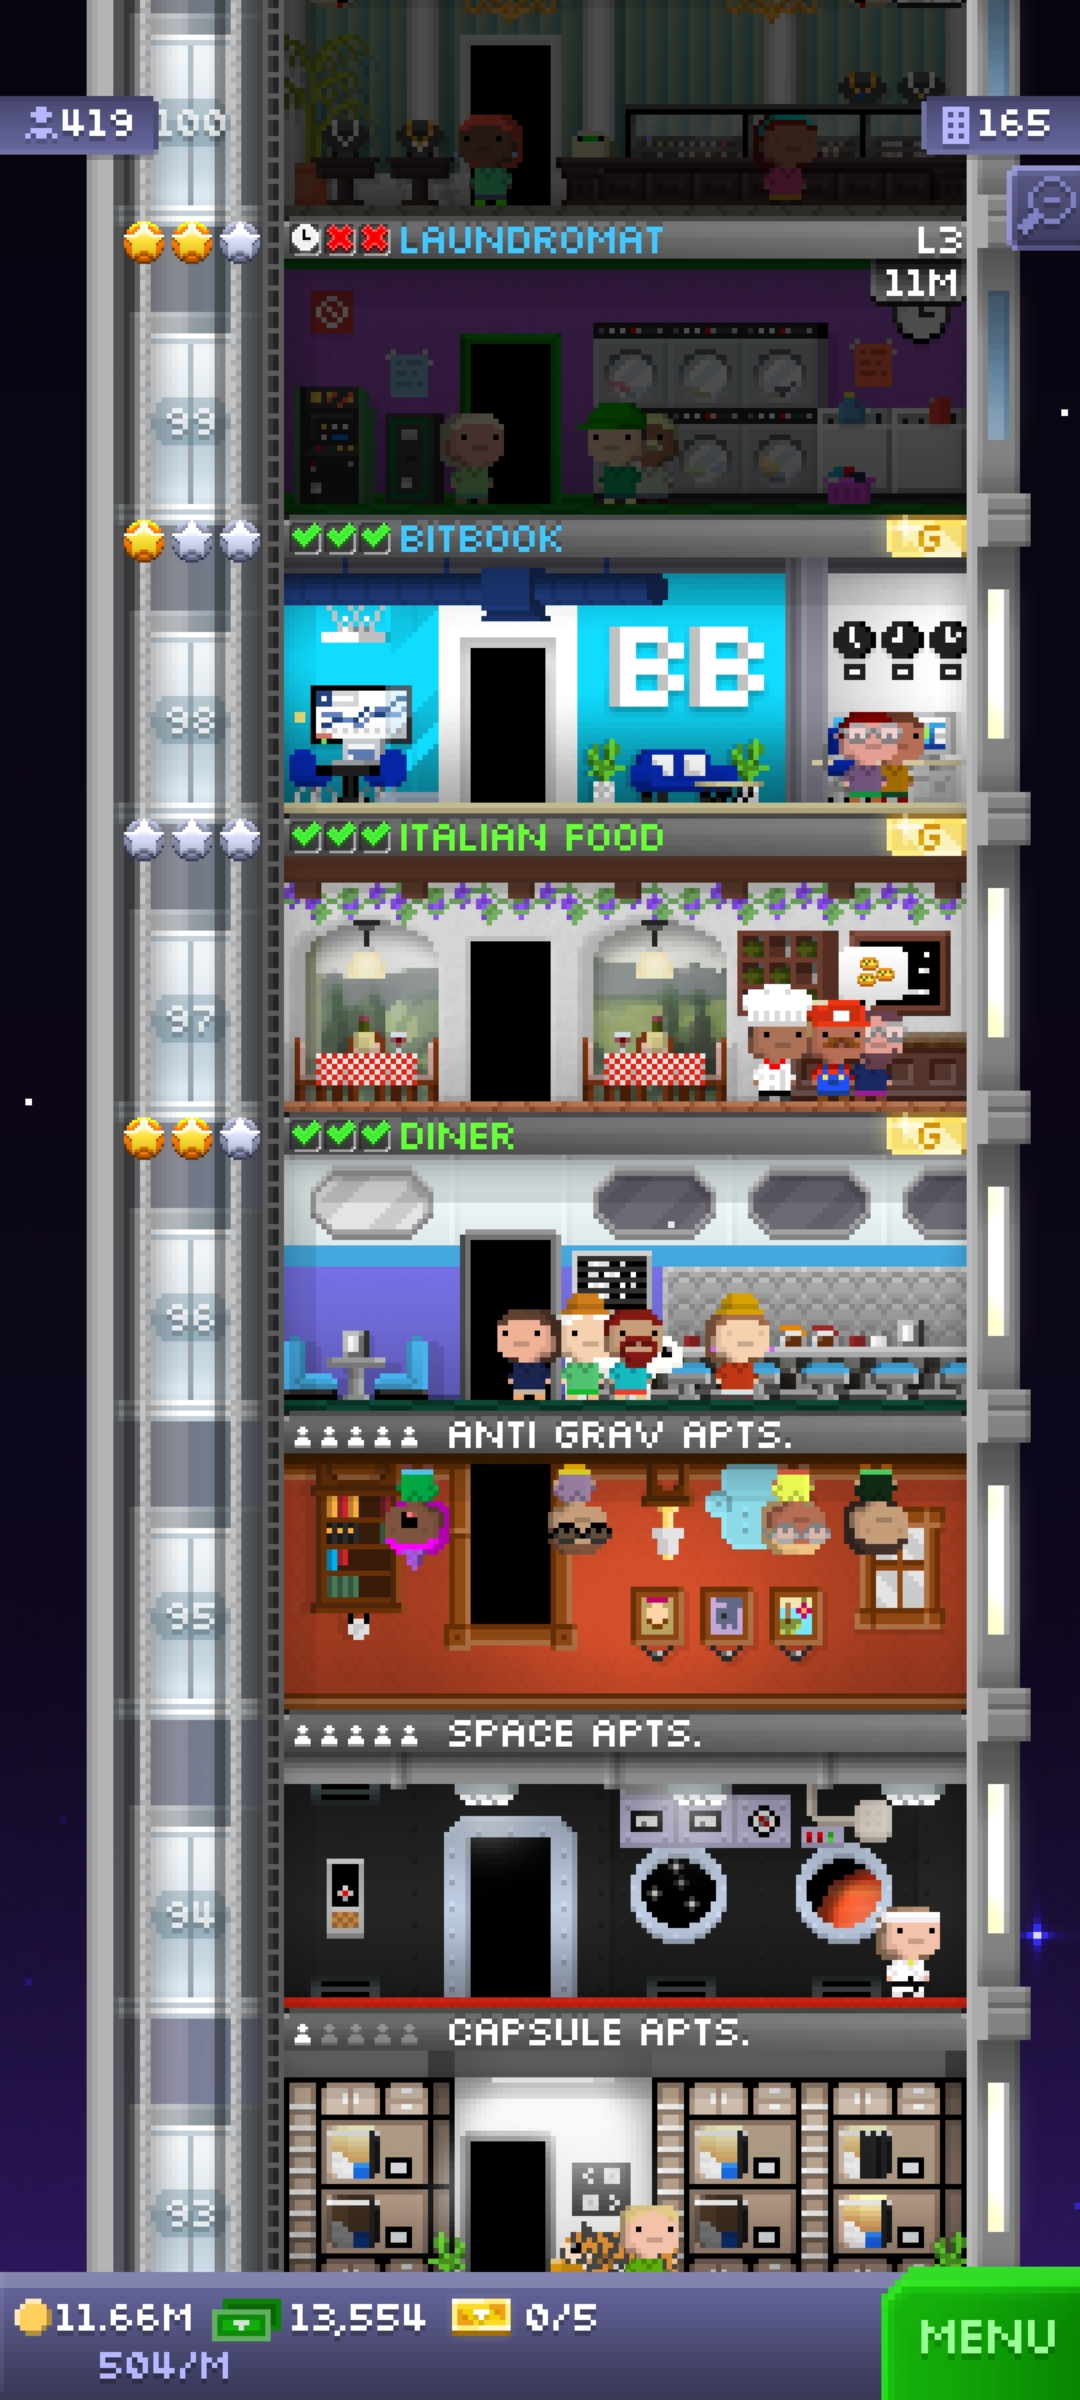 419
100
165
LAUNDROMAT
L3
11M
99
BITBOOK
G
BB
98
ITALIAN FOOD
G
97
DINER
G
96
ANTI GRAV APTS.
95
SPACE APTS.
94
CAPSULE APTS.
93
11.66M
13,554
0/5
504/M
MENU